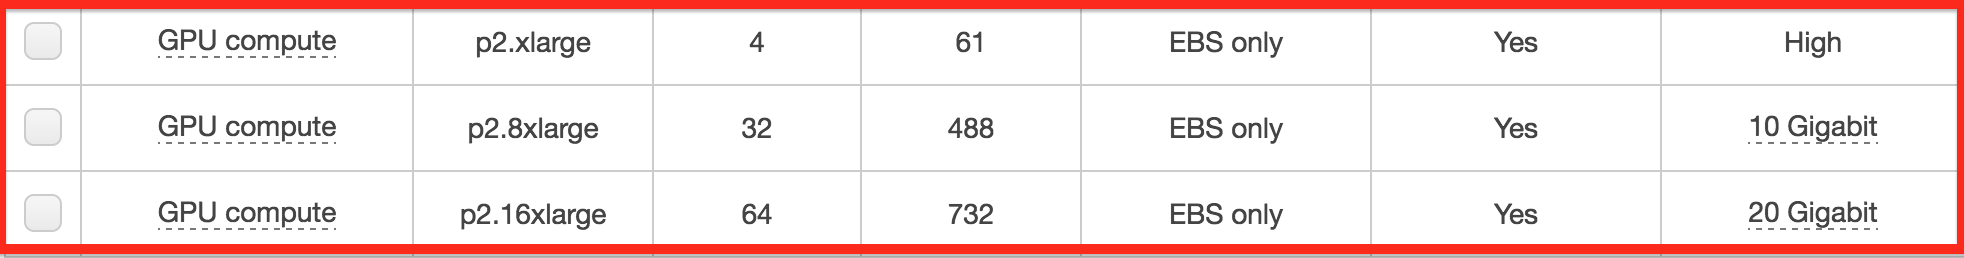 GPU compute p2.xlarge 4 61 EBS only Yes High
GPU compute p2.8xlarge 32 488 EBS only Yes 10 Gigabit
GPU compute p2.16xlarge 64 732 EBS only Yes 20 Gigabit